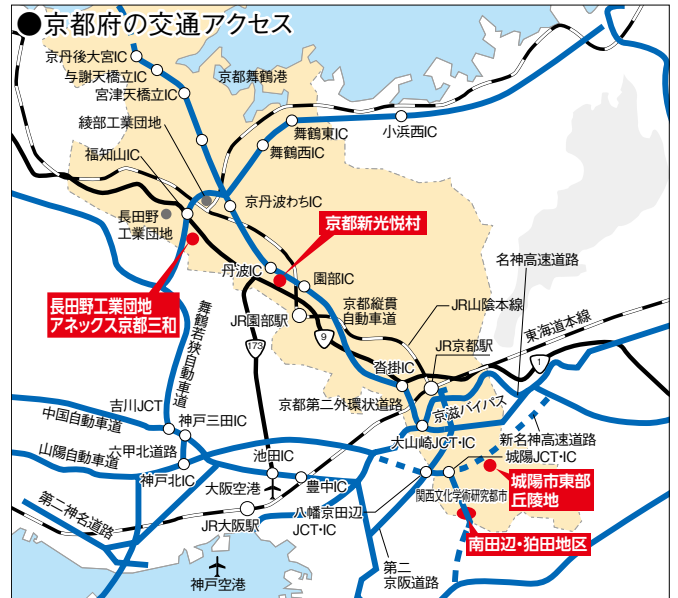 ●京都府の交通アクセス
京丹後大宮IC
与謝天橋立IC
宮津天橋立IC
京都舞鶴港
綾部工業団地
舞鶴東IC
小浜西IC
舞鶴西IC
福知山IC
京丹波わちIC
長田野
工業団地
京都新光悦村
名神高速道路
丹波IC
園部IC
長田野工業団地
アネックス京都三和
京都縦貫
自動車道
JR山陰本線
舞鶴若狭自動車道
JR園部駅
9
173
東海道本線
JR京都駅
1
沓掛IC
京都第二外環状道路
京滋バイパス
吉川JCT
中国自動車道
神戸三田IC
大山崎JCT・IC
新名神高速道路
六甲北道路
山陽自動車道
池田IC
城陽JCT・IC
神戸北IC
大阪空港
豊中IC
城陽市東部
丘陵地
関西文化学術研究都市
第二神名道路
JR大阪駅
八幡京田辺
JCT・IC
南田辺・狛田地区
神戸空港
第二
京阪道路